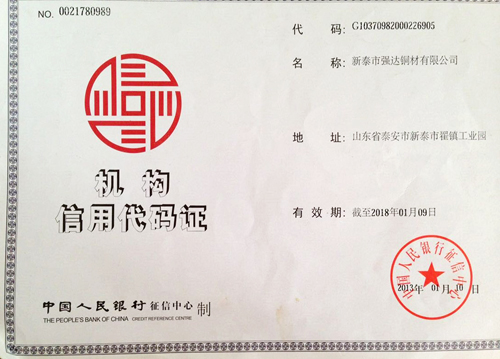 NO. 0021780989
机构
信用代码证
中国人民银行征信中心 制
THE PEOPLE'S BANK OF CHINA CREDIT REFERENCE CENTRE
代 码: G10370982000226905
名 称: 新泰市强达铜材有限公司
地 址: 山东省泰安市新泰市翟镇工业园
有 效 期: 截至2018年01月09日
中国人民银行征信中心
2013年 01月 10日